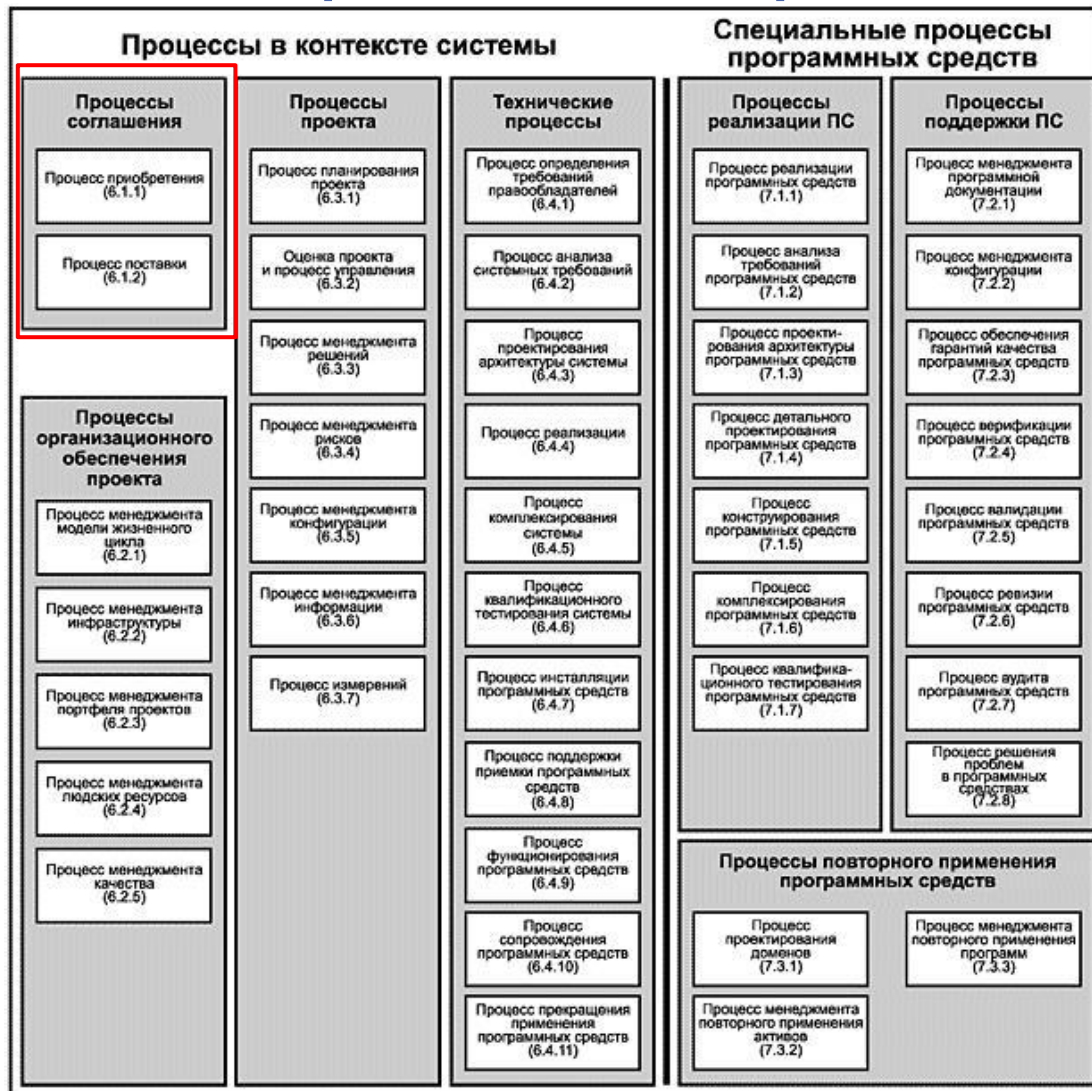 Процессы в контексте системы
Процессы
соглашения
Процесс приобретения
(6.1.1)
Процесс поставки
(6.1.2)
Процессы
организационного
обеспечения
проекта
Процесс менеджмента
модели жизненного
цикла
(6.2.1)
Процесс менеджмента
инфраструктуры
(6.2.2)
Процесс менеджмента
портфеля проектов
(6.2.3)
Процесс менеджмента
людских ресурсов
(6.2.4)
Процесс менеджмента
качества
(6.2.5)
Процессы
проекта
Процесс планирования
проекта
(6.3.1)
Оценка проекта
и процесс управления
(6.3.2)
Процесс менеджмента
решений
(6.3.3)
Процесс менеджмента
рисков
(6.3.4)
Процесс менеджмента
конфигурации
(6.3.5)
Процесс менеджмента
информации
(6.3.6)
Процесс измерений
(6.3.7)
Технические
процессы
Процесс определения
требований
правообладателей
(6.4.1)
Процесс анализа
системных требований
(6.4.2)
Процесс
проектирования
архитектуры системы
(6.4.3)
Процесс реализации
(6.4.4)
Процесс
комплексирования
системы
(6.4.5)
Процесс
квалификационного
тестирования системы
(6.4.6)
Процесс инсталляции
программных средств
(6.4.7)
Процесс поддержки
приемки программных
средств
(6.4.8)
Процесс
функционирования
программных средств
(6.4.9)
Процесс
сопровождения
программных средств
(6.4.10)
Процесс прекращения
применения
программных средств
(6.4.11)
Специальные процессы
программных средств
Процессы
реализации ПС
Процесс реализации
программных средств
(7.1.1)
Процесс анализа
требований
программных средств
(7.1.2)
Процесс проекти-
рования архитектуры
программных средств
(7.1.3)
Процесс детального
проектирования
программных средств
(7.1.4)
Процесс
конструирования
программных средств
(7.1.5)
Процесс
комплексирования
программных средств
(7.1.6)
Процесс квалифика-
ционного тестирования
программных средств
(7.1.7)
Процессы
поддержки ПС
Процесс менеджмента
программной
документации
(7.2.1)
Процесс менеджмента
конфигурации
(7.2.2)
Процесс обеспечения
гарантий качества
программных средств
(7.2.3)
Процесс верификации
программных средств
(7.2.4)
Процесс валидации
программных средств
(7.2.5)
Процесс ревизии
программных средств
(7.2.6)
Процесс аудита
программных средств
(7.2.7)
Процесс решения
проблем
в программных
средствах
(7.2.8)
Процессы повторного применения
программных средств
Процесс
проектирования
доменов
(7.3.1)
Процесс менеджмента
повторного применения
активов
(7.3.2)
Процесс менеджмента
повторного применения
программ
(7.3.3)